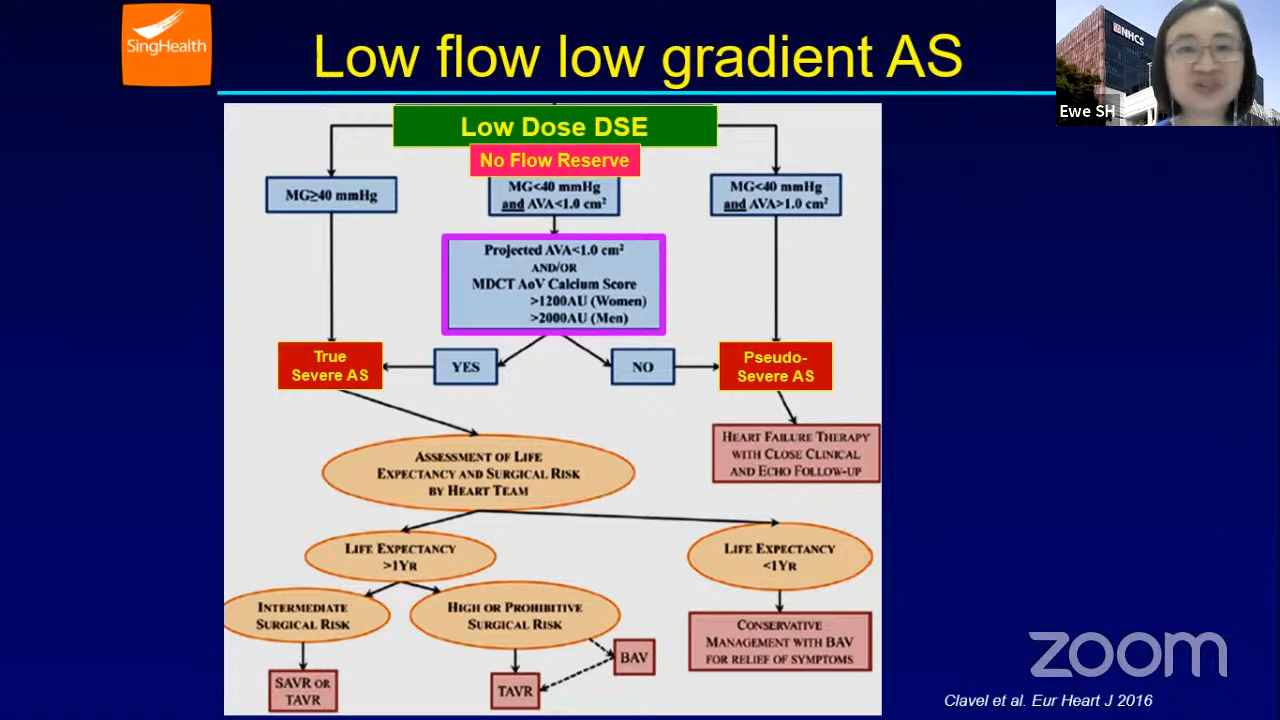 SingHealth
Low flow low gradient AS
NHCS
Ewe SH
Low Dose DSE
No Flow Reserve
MG≥40 mmHg
MG<40 mmHg
and AVA<1.0 cm²
MG<40 mmHg
and AVA>1.0 cm²
Projected AVA<1.0 cm²
AND/OR
MDCT AoV Calcium Score
>1200AU (Women)
>2000AU (Men)
True
Severe AS
YES
NO
Pseudo-
Severe AS
HEART FAILURE THERAPY
WITH CLOSE CLINICAL
AND ECHO FOLLOW-UP
ASSESSMENT OF LIFE
EXPECTANCY AND SURGICAL RISK
BY HEART TEAM
LIFE EXPECTANCY
>1YR
LIFE EXPECTANCY
<1YR
INTERMEDIATE
SURGICAL RISK
HIGH OR PROHIBITIVE
SURGICAL RISK
CONSERVATIVE
MANAGEMENT WITH BAV
FOR RELIEF OF SYMPTOMS
BAV
SAVR OR
TAVR
TAVR
zoom
Clavel et al. Eur Heart J 2016